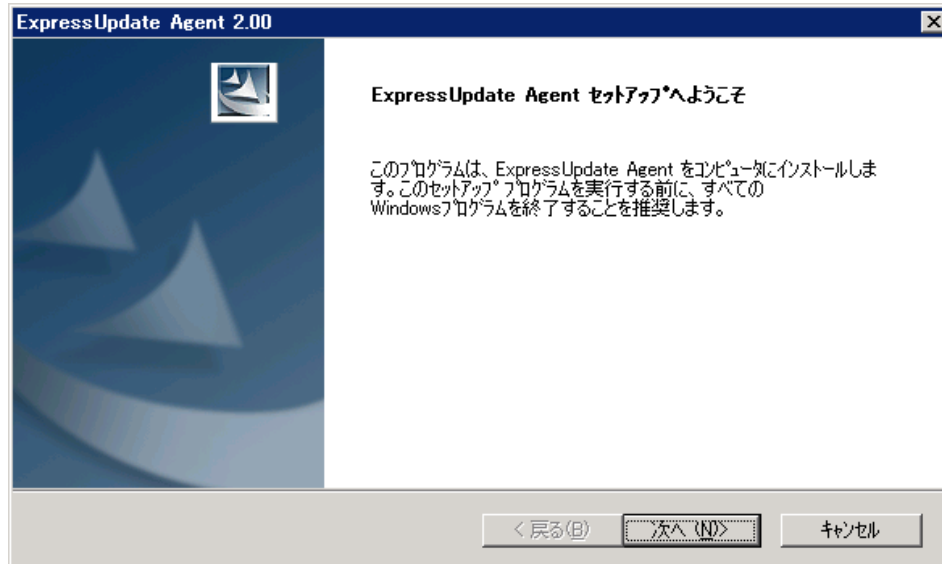 ExpressUpdate Agent 2.00
ExpressUpdate Agent ｾｯﾄｱｯﾌﾟへようこそ
このﾌﾟﾛｸﾞﾗﾑは、ExpressUpdate Agent をｺﾝﾋﾟｭｰﾀにｲﾝｽﾄｰﾙしま
す。このｾｯﾄｱｯﾌﾟ ﾌﾟﾛｸﾞﾗﾑを実行する前に、すべての
Windowsﾌﾟﾛｸﾞﾗﾑを終了することを推奨します。
< 戻る(B)
次へ (N)>
ｷｬﾝｾﾙ